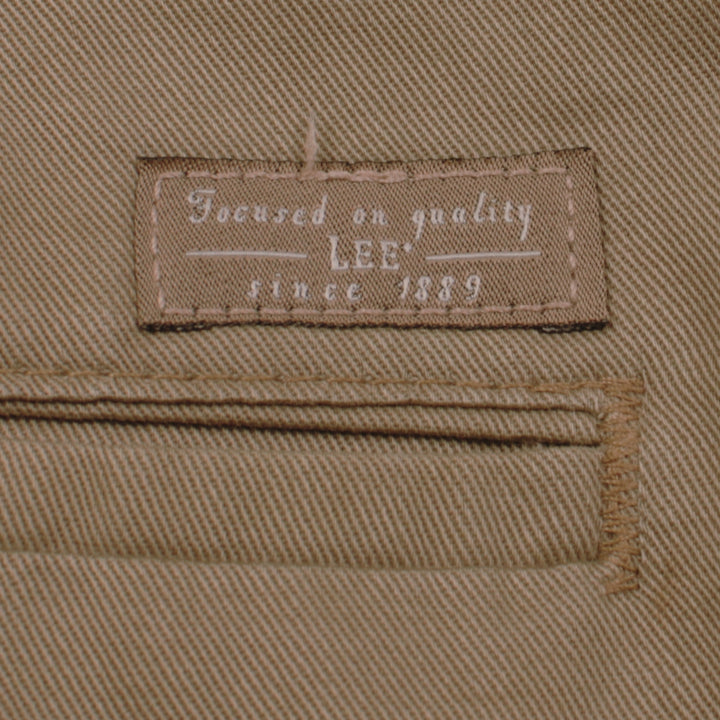 Focused on quality
LEE®
since 1889